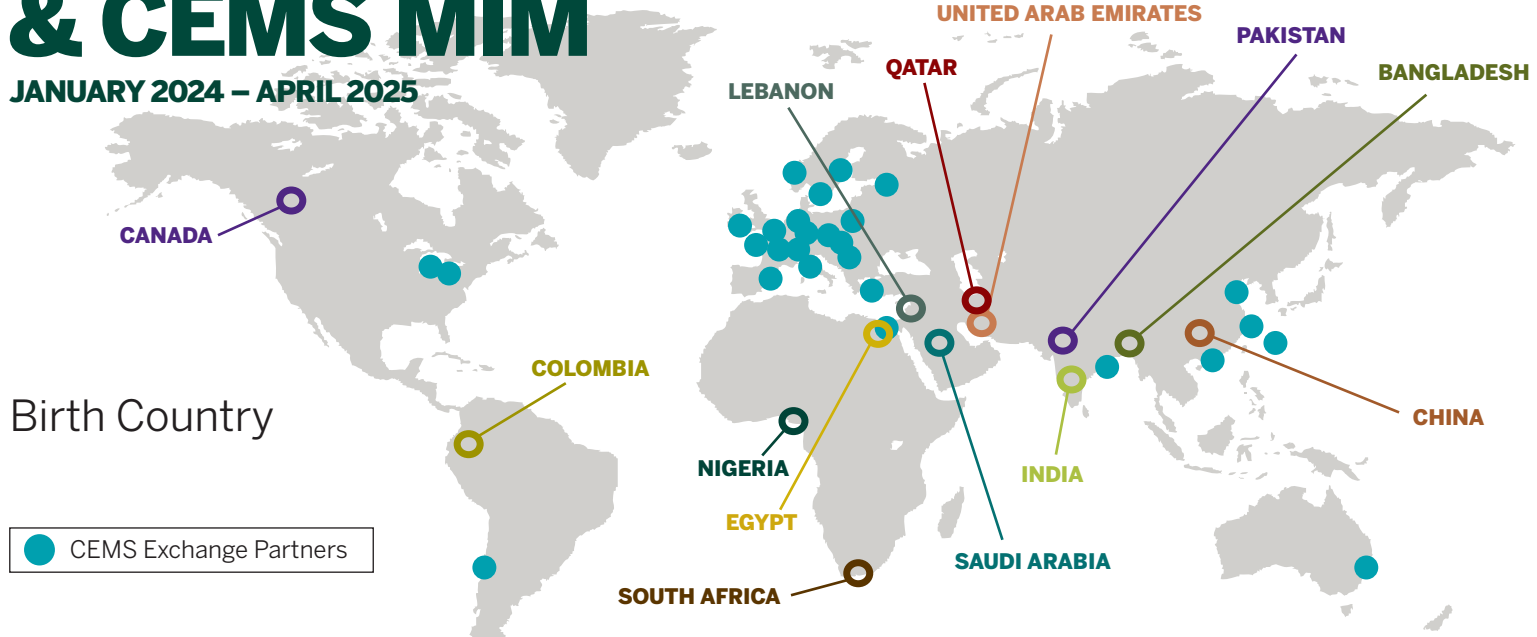 & CEMS MIM
JANUARY 2024 – APRIL 2025
UNITED ARAB EMIRATES
PAKISTAN
QATAR
BANGLADESH
LEBANON
CANADA
COLOMBIA
Birth Country
CHINA
NIGERIA
INDIA
EGYPT
CEMS Exchange Partners
SAUDI ARABIA
SOUTH AFRICA